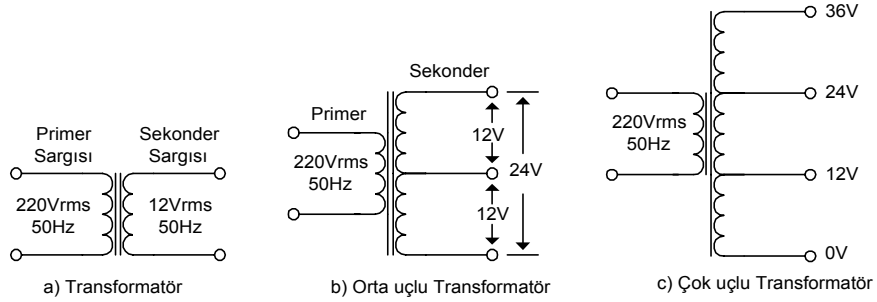 Primer
Sargısı
Sekonder
Sargısı
220Vrms
50Hz
12Vrms
50Hz
a) Transformatör
Sekonder
Primer
220Vrms
50Hz
12V
24V
12V
b) Orta uçlu Transformatör
36V
24V
220Vrms
50Hz
12V
0V
c) Çok uçlu Transformatör